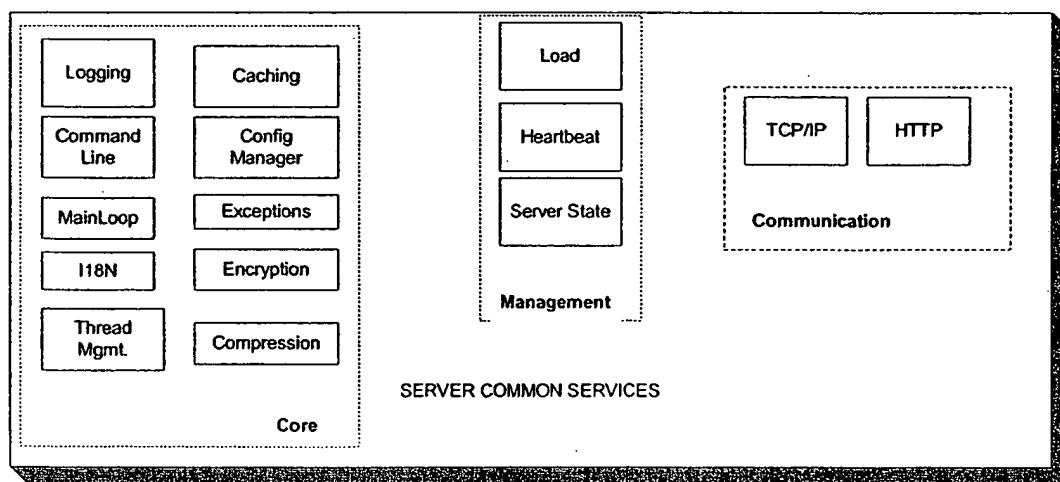 Logging
Caching
Command
Line
Config
Manager
MainLoop
Exceptions
I18N
Encryption
Thread
Mgmt.
Compression
Core
Load
Heartbeat
Server State
Management
TCP/IP
HTTP
Communication
SERVER COMMON SERVICES